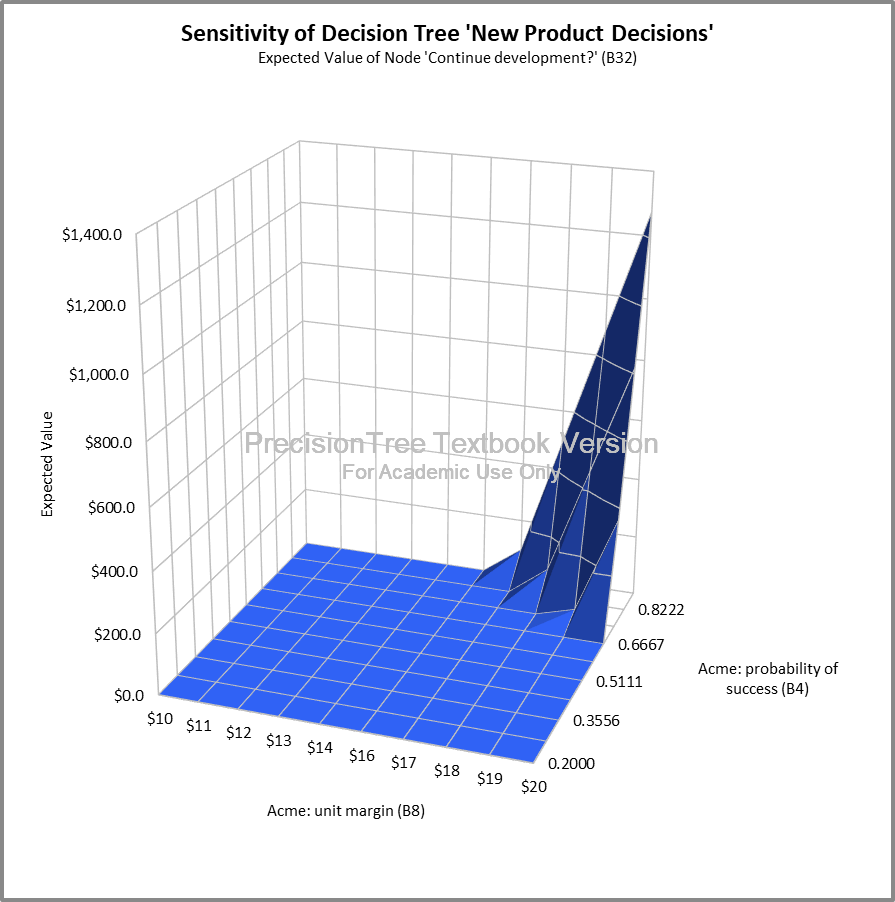 Sensitivity of Decision Tree 'New Product Decisions'
Expected Value of Node 'Continue development?' (B32)
$1,400.0
$1,200.0
$1,000.0
$800.0
$600.0
$400.0
$200.0
$0.0
Expected Value
PrecisionTree Textbook Version
For Academic Use Only
$10
$11
$12
$13
$14
$16
$17
$18
$19
$20
Acme: unit margin (B8)
0.8222
0.6667
0.5111
0.3556
0.2000
Acme: probability of
success (B4)